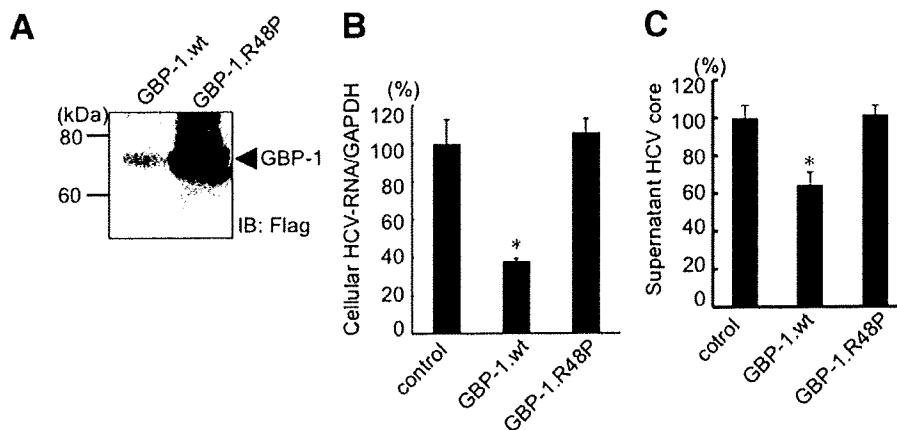 A
GBP-1.wt
GBP-1.R48P
(kDa)
80
60
GBP-1
IB: Flag
B
(%)
Cellular HCV-RNA/GAPDH
120
100
80
60
40
20
0
*
control
GBP-1.wt
GBP-1.R48P
C
(%)
Supernatant HCV core
120
100
80
60
40
20
0
*
cotrol
GBP-1.wt
GBP-1.R48P